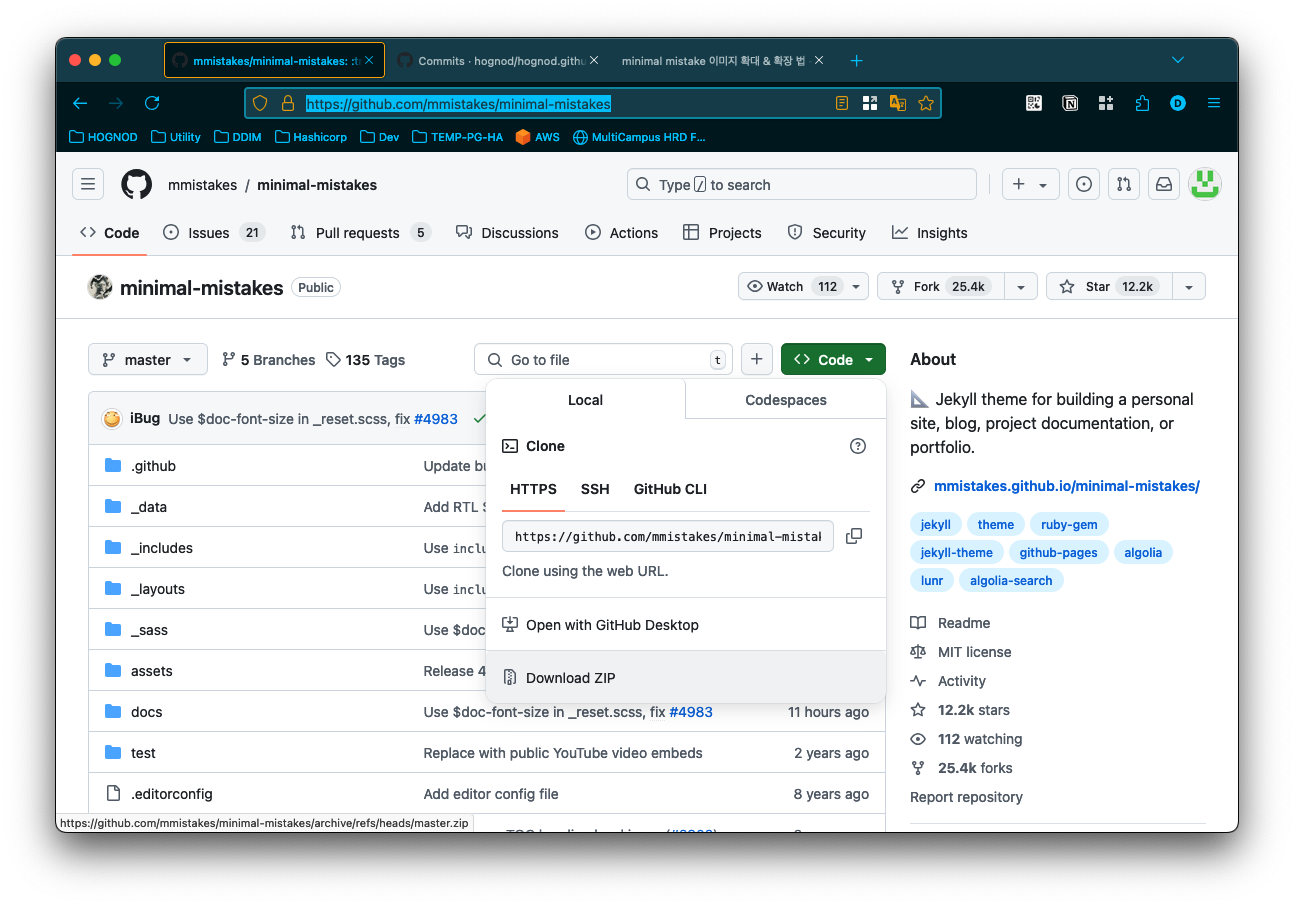 mmistakes/minimal-mistakes: :tr
Commits · hognod/hognod.githu
minimal mistake 이미지 확대 & 확장 법
https://github.com/mmistakes/minimal-mistakes
HOGNOD Utility DDIM Hashicorp Dev TEMP-PG-HA AWS MultiCampus HRD F...
mmistakes / minimal-mistakes
Type / to search
Code Issues 21 Pull requests 5 Discussions Actions Projects Security Insights
minimal-mistakes Public
Watch 112 Fork 25.4k Star 12.2k
master 5 Branches 135 Tags
Go to file t
Code
Local Codespaces
Clone
HTTPS SSH GitHub CLI
https://github.com/mmistakes/minimal-mistak
Clone using the web URL.
Open with GitHub Desktop
Download ZIP
iBug Use $doc-font-size in _reset.scss, fix #4983
.github Update bu
_data Add RTL S
_includes Use inclu
_layouts Use inclu
_sass Use $doc
assets Release 4
docs Use $doc-font-size in _reset.scss, fix #4983 11 hours ago
test Replace with public YouTube video embeds 2 years ago
.editorconfig Add editor config file 8 years ago
https://github.com/mmistakes/minimal-mistakes/archive/refs/heads/master.zip
About
Jekyll theme for building a personal
site, blog, project documentation, or
portfolio.
mmistakes.github.io/minimal-mistakes/
jekyll theme ruby-gem
jekyll-theme github-pages algolia
lunr algolia-search
Readme
MIT license
Activity
12.2k stars
112 watching
25.4k forks
Report repository